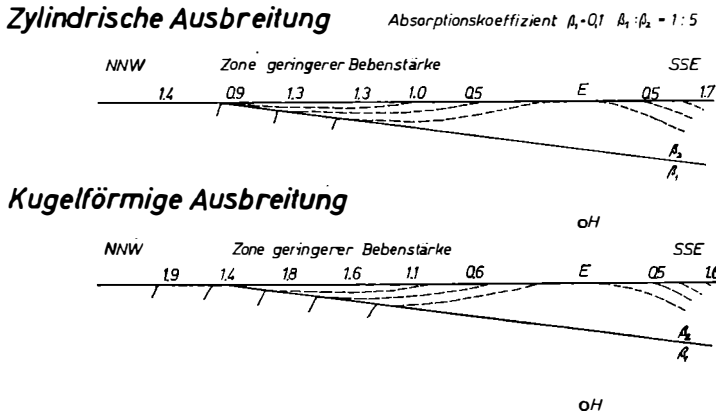 Zylindrische Ausbreitung Absorptionskoeffizient β₁=0,1 β₁:β₂ = 1:5
NNW Zone geringerer Bebenstärke SSE
1.4 0.9 1.3 1.3 1.0 0.5 E 0.5 1.7
β₂
β₁
H
Kugelförmige Ausbreitung
NNW Zone geringerer Bebenstärke SSE
1.9 1.4 1.8 1.6 1.1 0.6 E 0.5 1.6
β₂
β₁
H